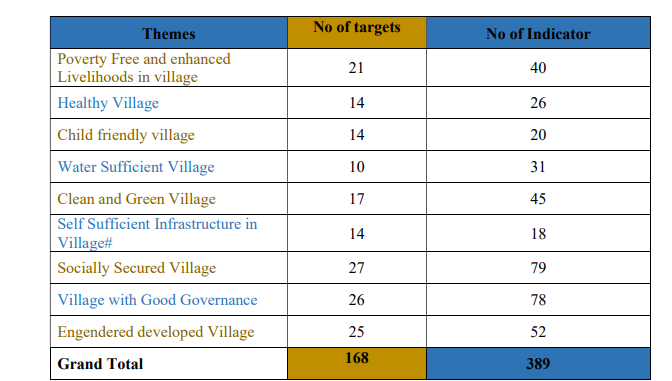 Themes No of targets No of Indicator
Poverty Free and enhanced
Livelihoods in village 21 40
Healthy Village 14 26
Child friendly village 14 20
Water Sufficient Village 10 31
Clean and Green Village 17 45
Self Sufficient Infrastructure in
Village# 14 18
Socially Secured Village 27 79
Village with Good Governance 26 78
Engendered developed Village 25 52
Grand Total 168 389